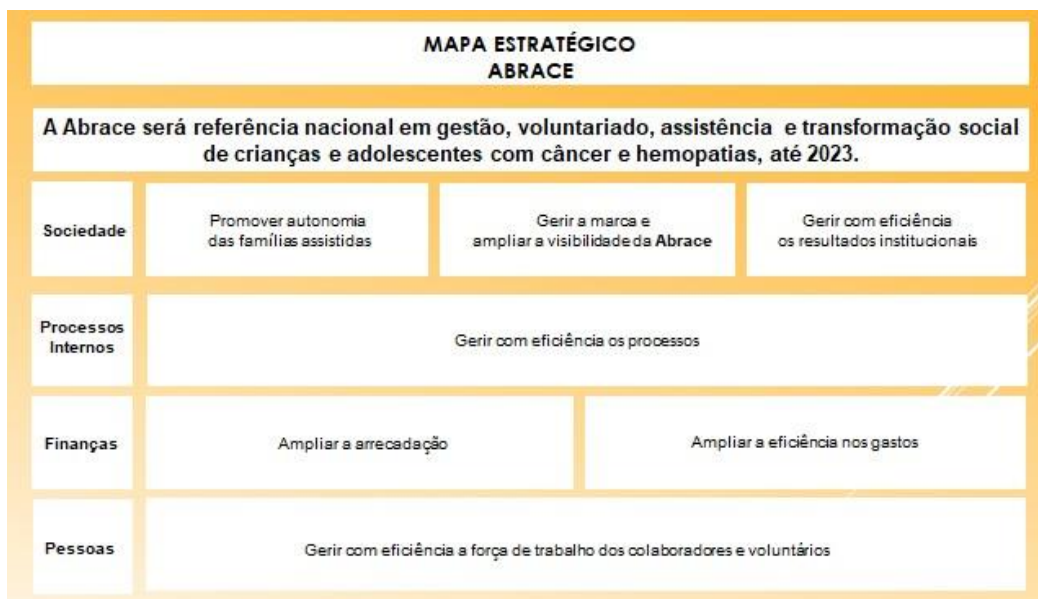 MAPA ESTRATÉGICO
ABRACE
A Abrace será referência nacional em gestão, voluntariado, assistência e transformação social
de crianças e adolescentes com câncer e hemopatias, até 2023.
Sociedade
Promover autonomia
das famílias assistidas
Gerir a marca e
ampliar a visibilidade da Abrace
Gerir com eficiência
os resultados institucionais
Processos
Internos
Gerir com eficiência os processos
Finanças
Ampliar a arrecadação
Ampliar a eficiência nos gastos
Pessoas
Gerir com eficiência a força de trabalho dos colaboradores e voluntários